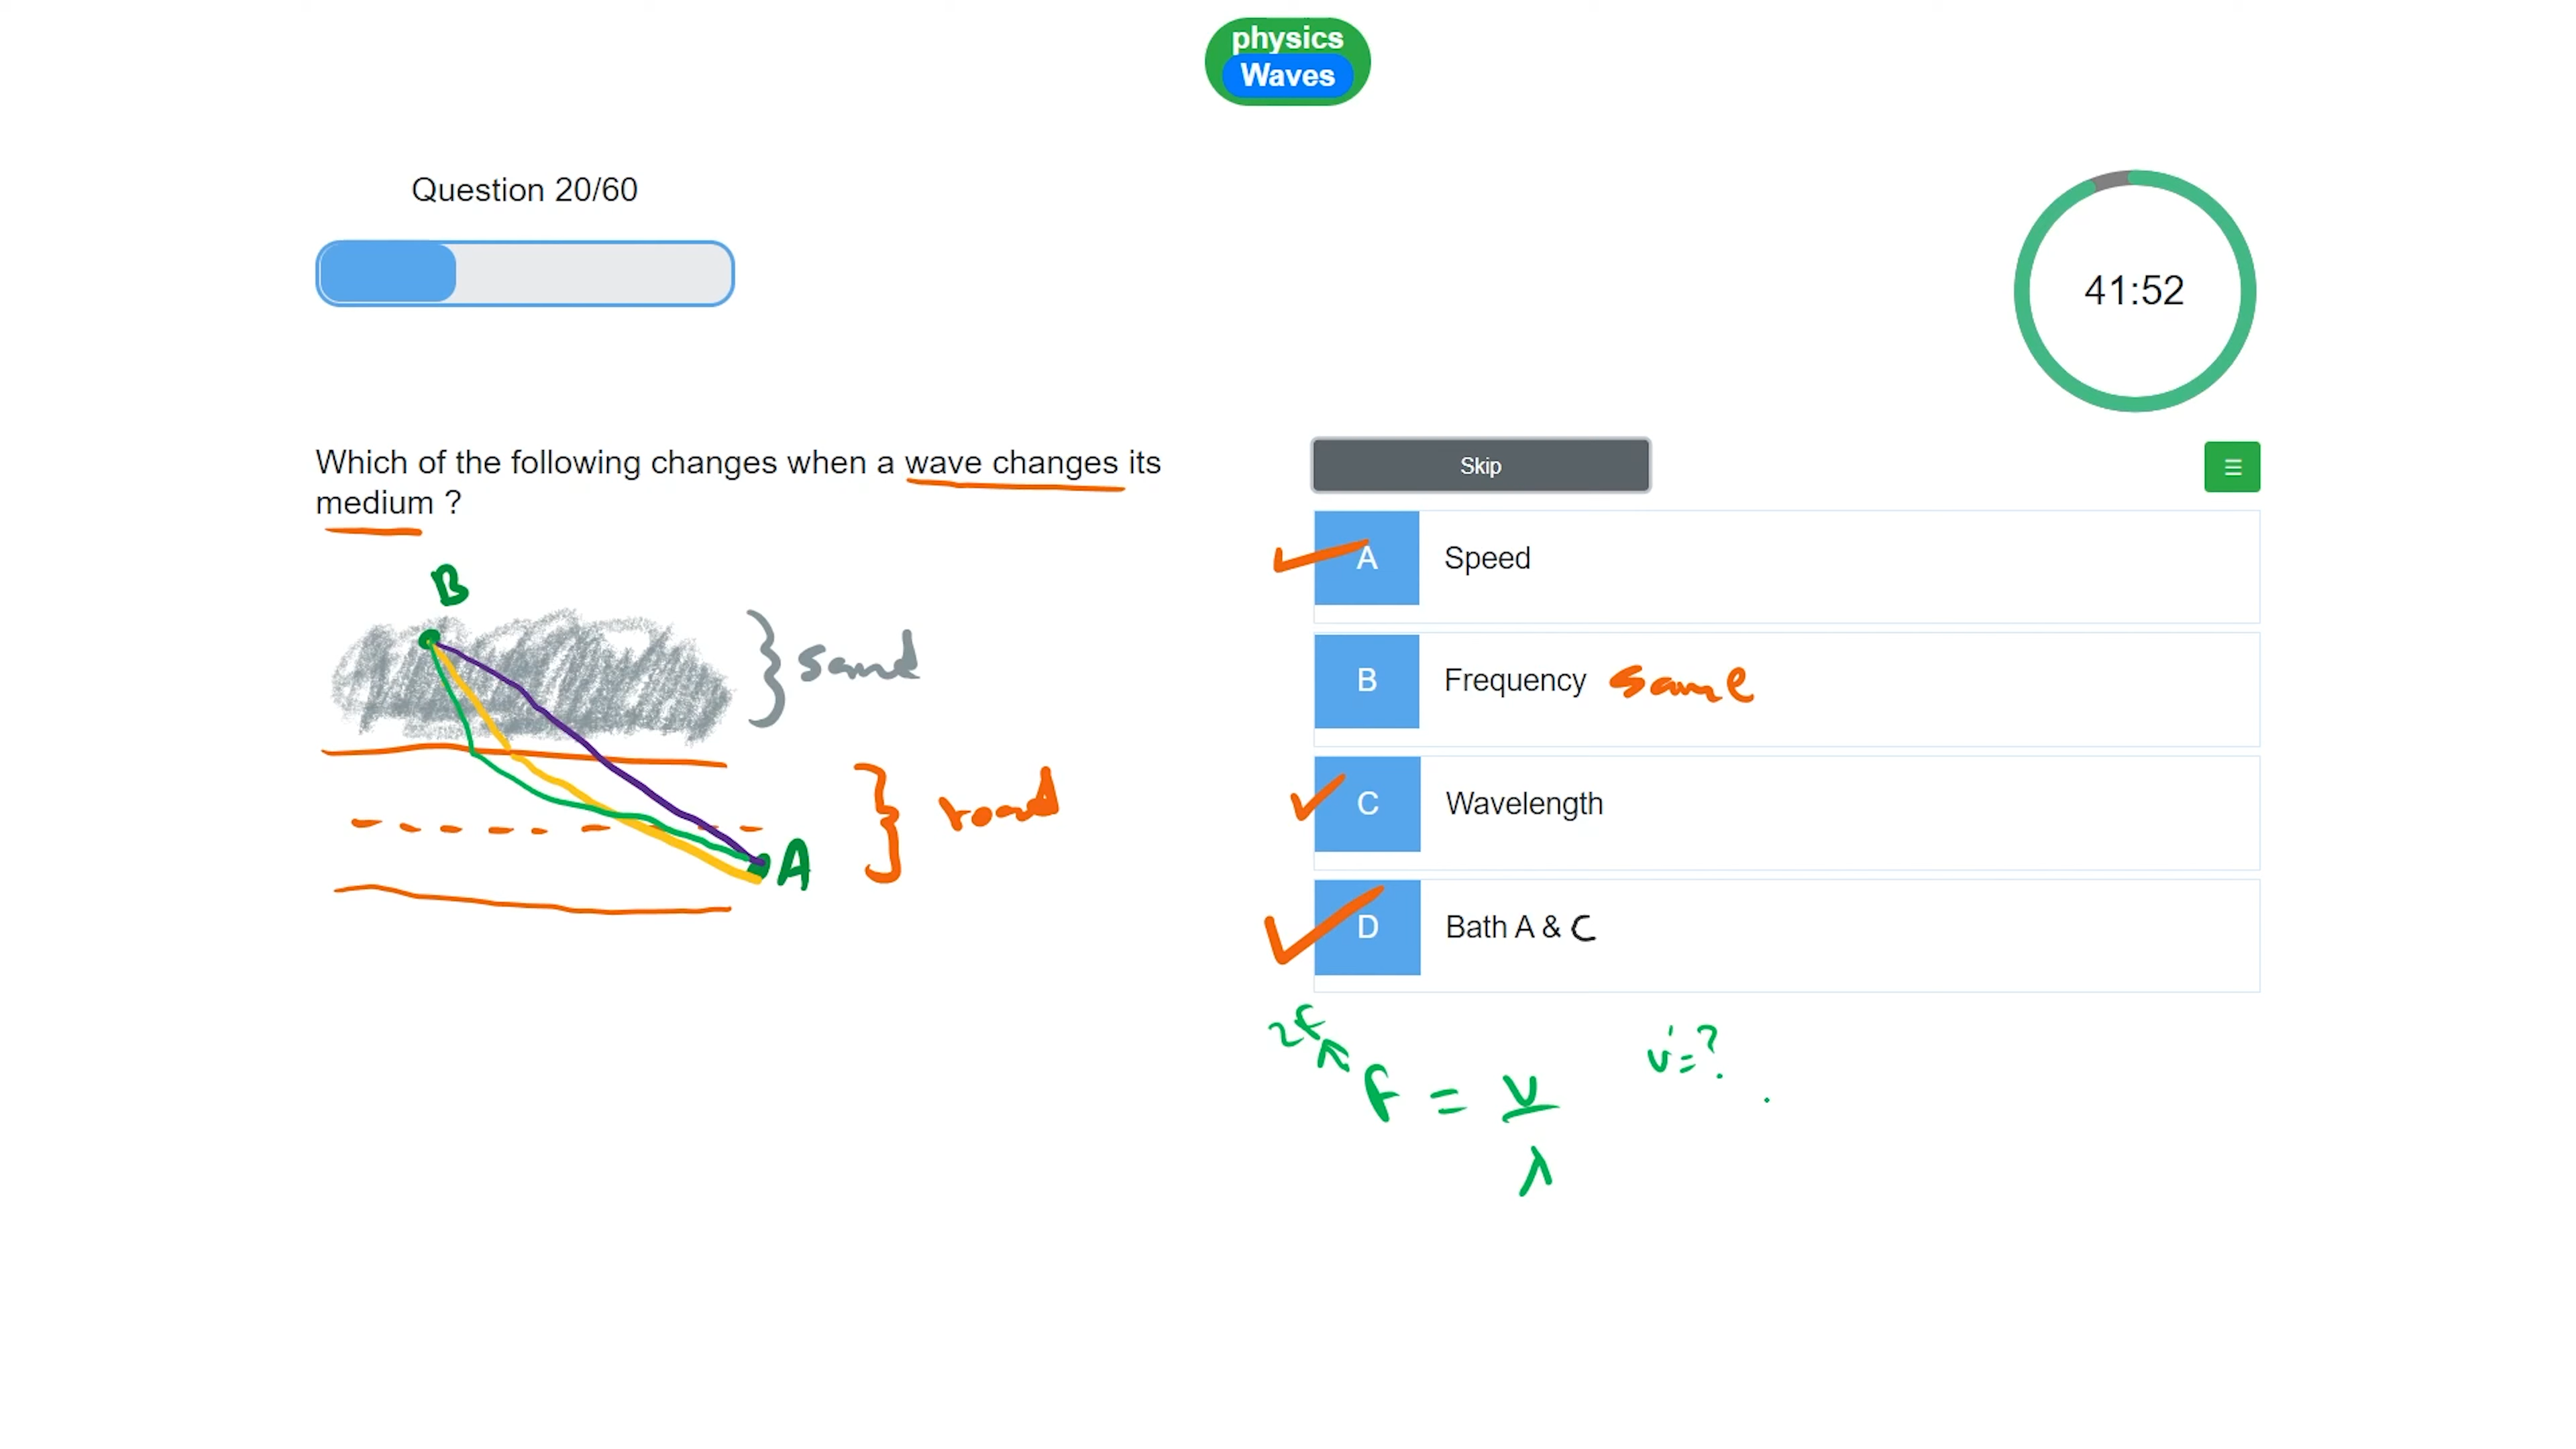 physics
Waves
Question 20/60
41:52
Which of the following changes when a wave changes its
medium ?
Skip
☰
A Speed
B Frequency same
C Wavelength
D Bath A & C
B
sand
road
A
2f
f = v/λ
v' = ?